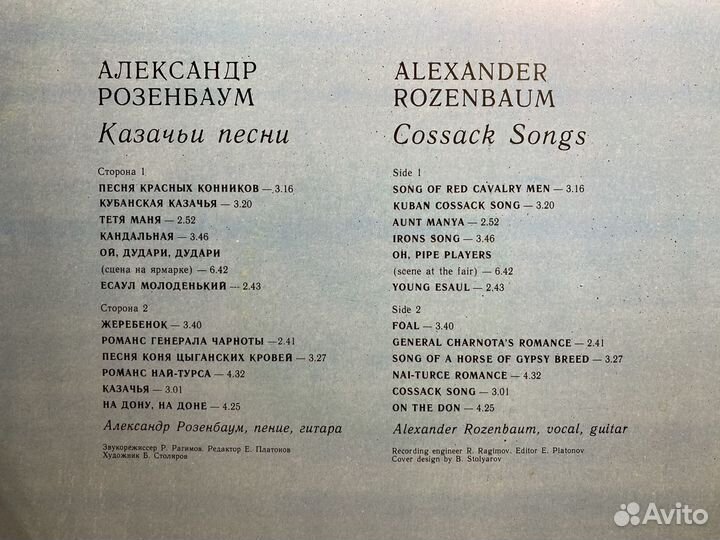 АЛЕКСАНДР
РОЗЕНБАУМ
Казачьи песни
Сторона 1
ПЕСНЯ КРАСНЫХ КОННИКОВ — 3.16
КУБАНСКАЯ КАЗАЧЬЯ — 3.20
ТЕТЯ МАНЯ — 2.52
КАНДАЛЬНАЯ — 3.46
ОЙ, ДУДАРИ, ДУДАРИ
(сцена на ярмарке) — 6.42
ЕСАУЛ МОЛОДЕНЬКИЙ — 2.43
Сторона 2
ЖЕРЕБЕНОК — 3.40
РОМАНС ГЕНЕРАЛА ЧАРНОТЫ — 2.41
ПЕСНЯ КОНЯ ЦЫГАНСКИХ КРОВЕЙ — 3.27
РОМАНС НАЙ-ТУРСА — 4.32
КАЗАЧЬЯ — 3.01
НА ДОНУ, НА ДОНЕ — 4.25
Александр Розенбаум, пение, гитара
Звукорежиссер Р. Рагимов. Редактор Е. Платонов
Художник Б. Столяров
ALEXANDER
ROZENBAUM
Cossack Songs
Side 1
SONG OF RED CAVALRY MEN — 3.16
KUBAN COSSACK SONG — 3.20
AUNT MANYA — 2.52
IRONS SONG — 3.46
OH, PIPE PLAYERS
(scene at the fair) — 6.42
YOUNG ESAUL — 2.43
Side 2
FOAL — 3.40
GENERAL CHARNOTA'S ROMANCE — 2.41
SONG OF A HORSE OF GYPSY BREED — 3.27
NAI-TURCE ROMANCE — 4.32
COSSACK SONG — 3.01
ON THE DON — 4.25
Alexander Rozenbaum, vocal, guitar
Recording engineer R. Ragimov. Editor E. Platonov
Cover design by B. Stolyarov
Avito